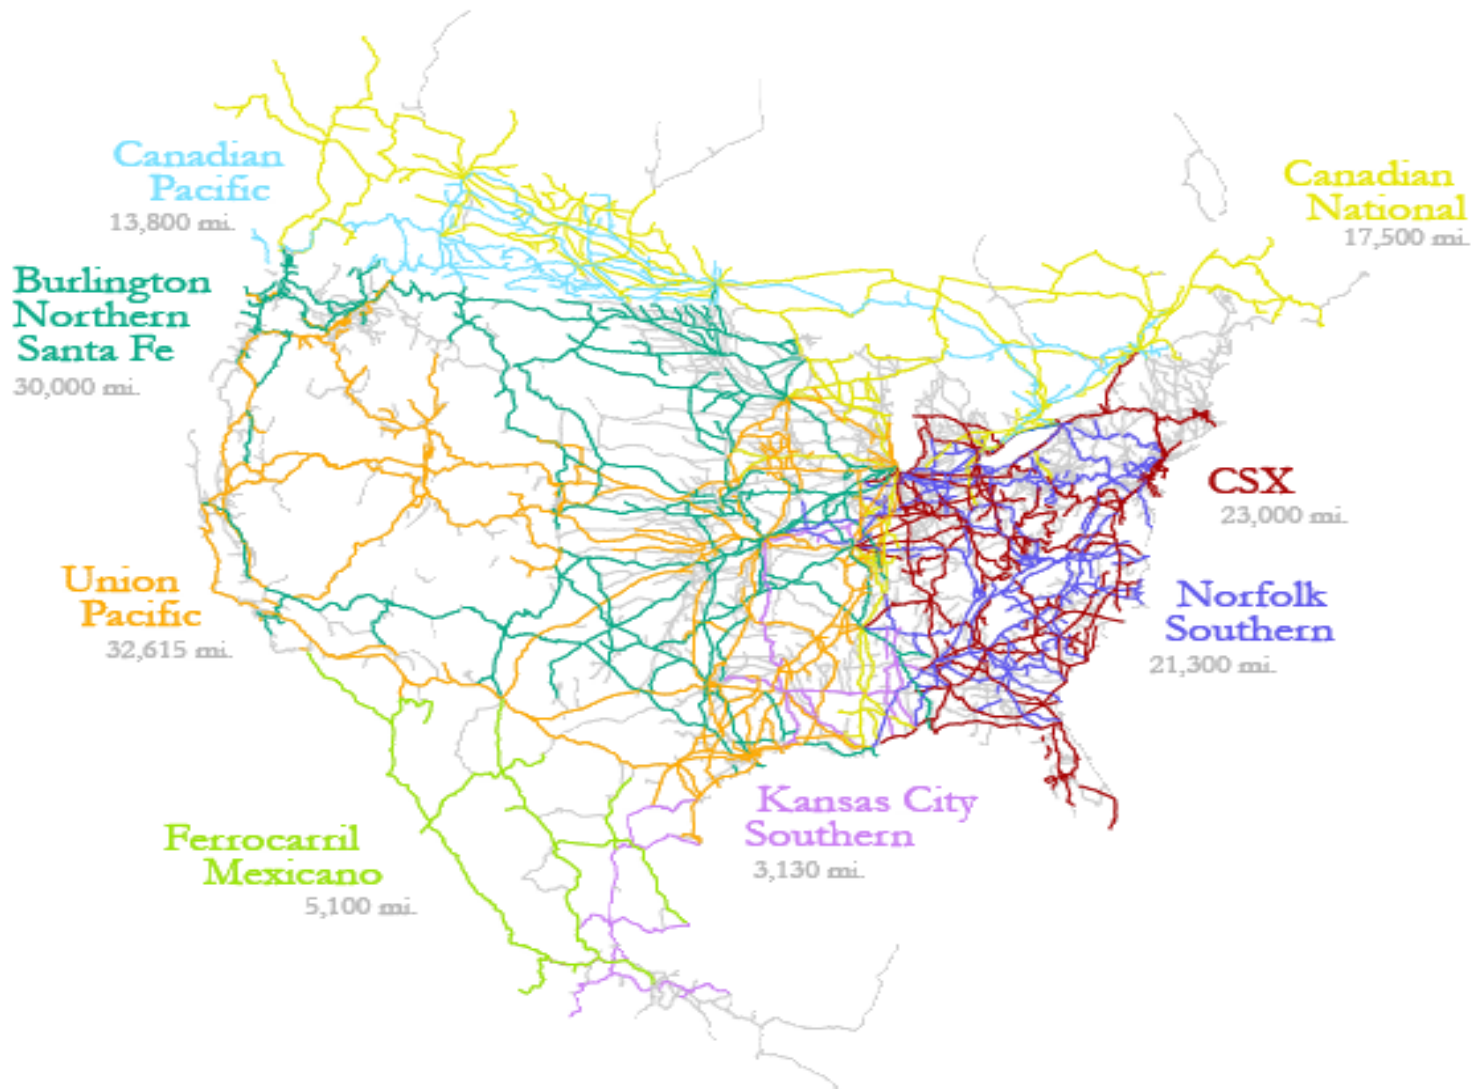 Canadian
Pacific
13,800 mi.
Canadian
National
17,500 mi.
Burlington
Northern
Santa Fe
30,000 mi.
CSX
23,000 mi.
Union
Pacific
32,615 mi.
Norfolk
Southern
21,300 mi.
Kansas City
Southern
3,130 mi.
Ferrocarril
Mexicano
5,100 mi.